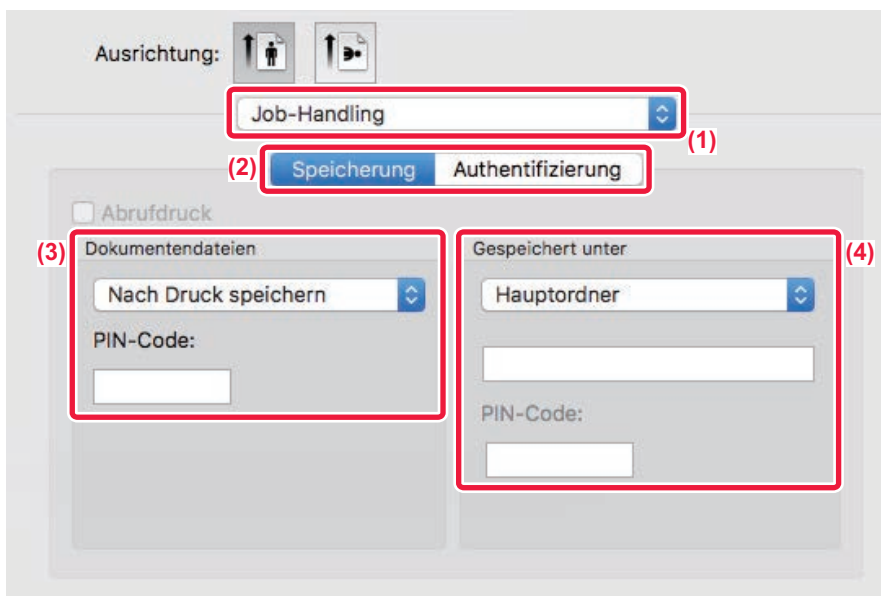 Ausrichtung:
Job-Handling
(1)
(2)
Speicherung Authentifizierung
Abrufdruck
(3)
Dokumentendateien
Nach Druck speichern
PIN-Code:
Gespeichert unter
(4)
Hauptordner
PIN-Code: